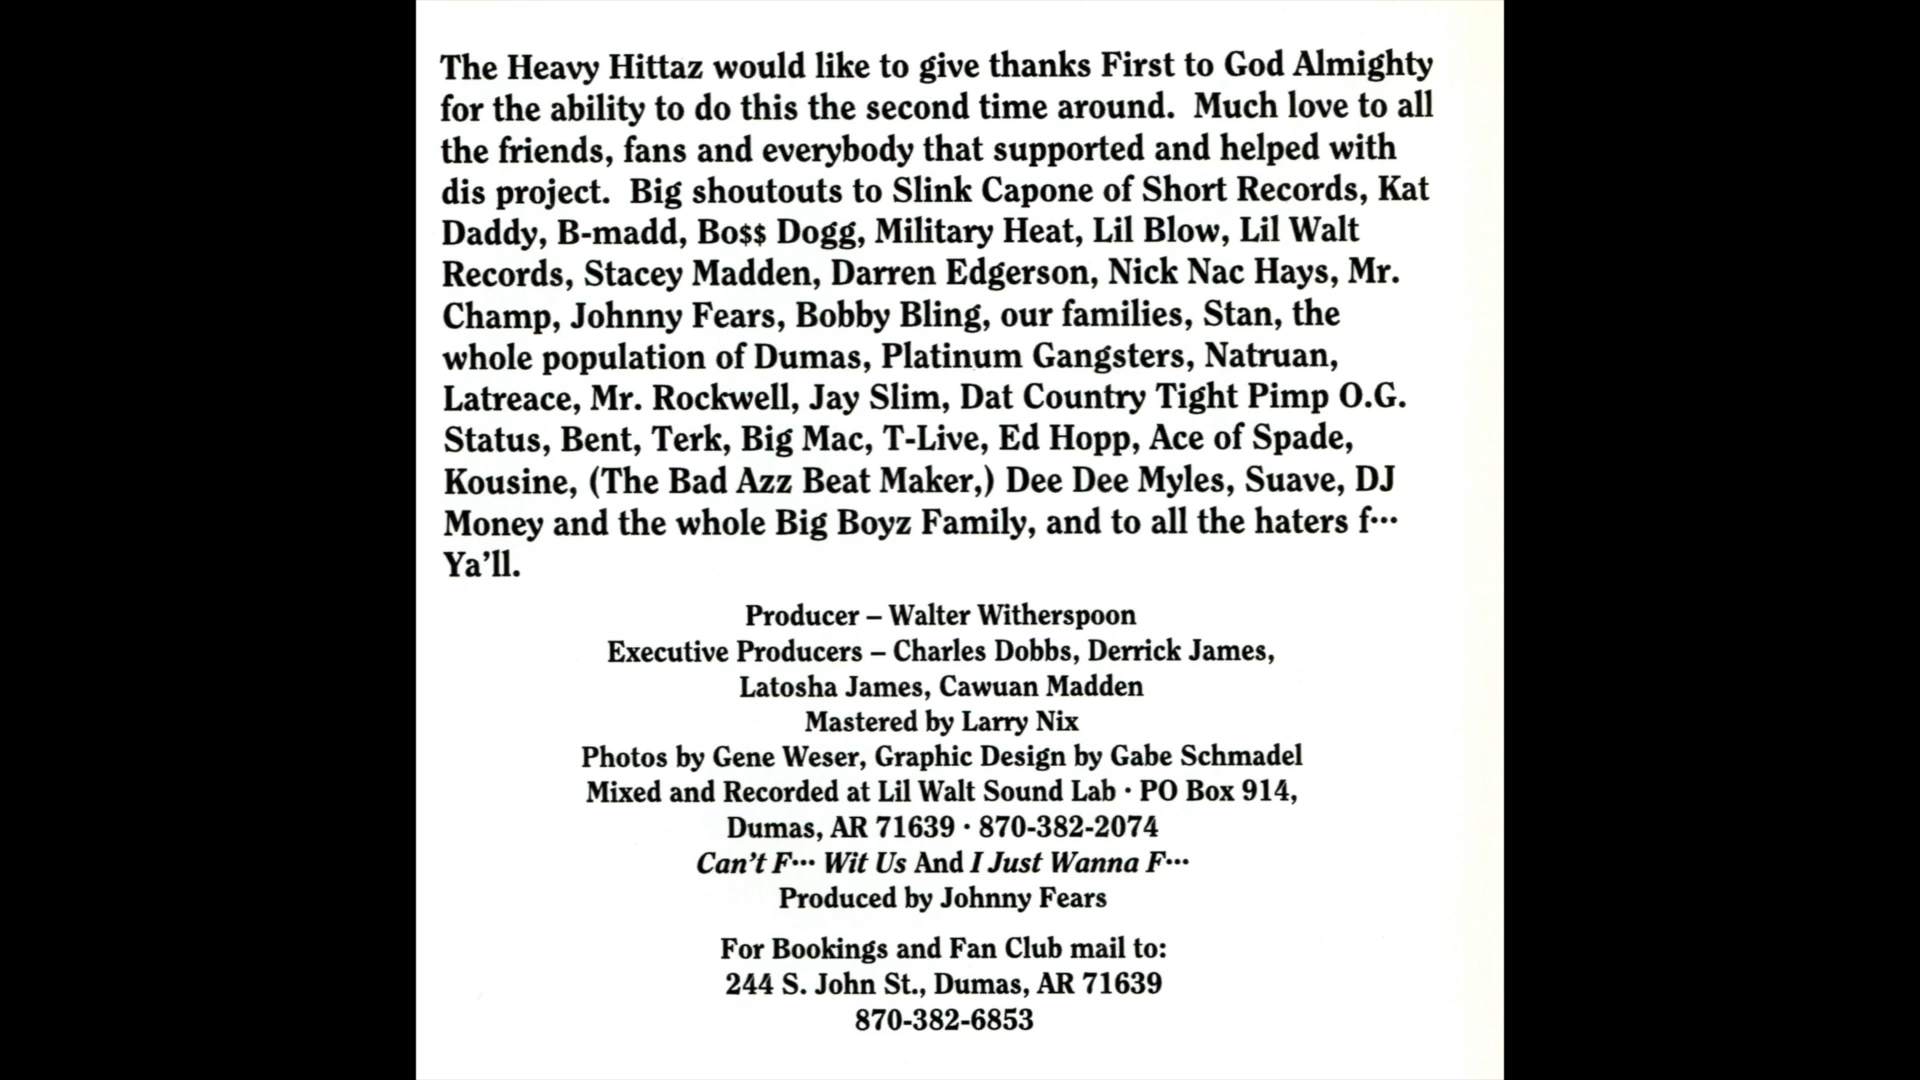 The Heavy Hittaz would like to give thanks First to God Almighty
for the ability to do this the second time around.  Much love to all
the friends, fans and everybody that supported and helped with
dis project.  Big shoutouts to Slink Capone of Short Records, Kat
Daddy, B-madd, Bo$$ Dogg, Military Heat, Lil Blow, Lil Walt
Records, Stacey Madden, Darren Edgerson, Nick Nac Hays, Mr.
Champ, Johnny Fears, Bobby Bling, our families, Stan, the
whole population of Dumas, Platinum Gangsters, Natruan,
Latreace, Mr. Rockwell, Jay Slim, Dat Country Tight Pimp O.G.
Status, Bent, Terk, Big Mac, T-Live, Ed Hopp, Ace of Spade,
Kousine, (The Bad Azz Beat Maker,) Dee Dee Myles, Suave, DJ
Money and the whole Big Boyz Family, and to all the haters f···
Ya'll.
Producer – Walter Witherspoon
Executive Producers – Charles Dobbs, Derrick James,
Latosha James, Cawuan Madden
Mastered by Larry Nix
Photos by Gene Weser, Graphic Design by Gabe Schmadel
Mixed and Recorded at Lil Walt Sound Lab · PO Box 914,
Dumas, AR 71639 · 870-382-2074
Can't F··· Wit Us And I Just Wanna F···
Produced by Johnny Fears
For Bookings and Fan Club mail to:
244 S. John St., Dumas, AR 71639
870-382-6853